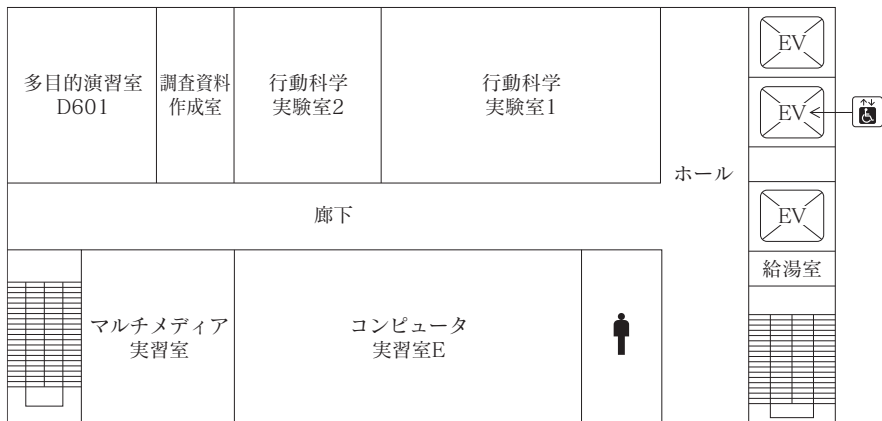 多目的演習室
D601
調査資料
作成室
行動科学
実験室2
行動科学
実験室1
ホール
EV
EV
EV
給湯室
廊下
マルチメディア
実習室
コンピュータ
実習室E